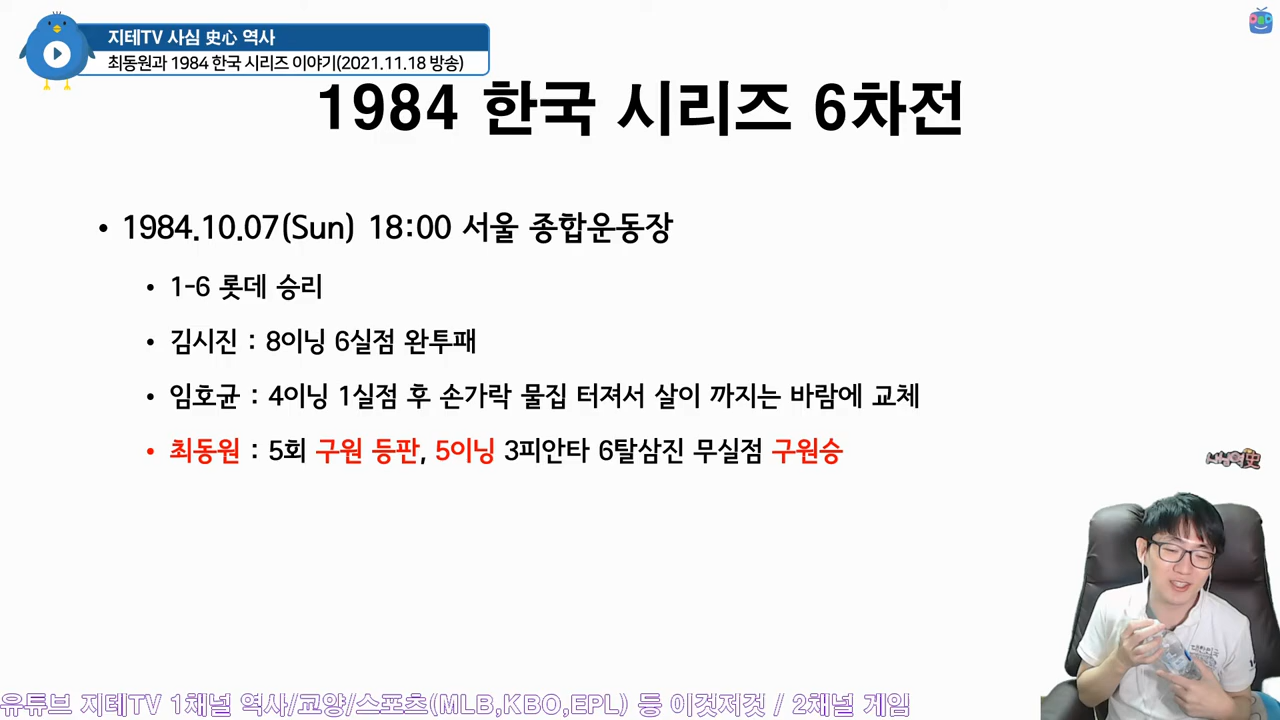 지테TV 사심 史心 역사
최동원과 1984 한국 시리즈 이야기(2021.11.18 방송)
1984 한국 시리즈 6차전
• 1984.10.07(Sun) 18:00 서울 종합운동장
• 1-6 롯데 승리
• 김시진 : 8이닝 6실점 완투패
• 임호균 : 4이닝 1실점 후 손가락 물집 터져서 살이 까지는 바람에 교체
• 최동원 : 5회 구원 등판, 5이닝 3피안타 6탈삼진 무실점 구원승
사심역史
유튜브 지테TV 1채널 역사/교양/스포츠(MLB,KBO,EPL) 등 이것저것 / 2채널 게임